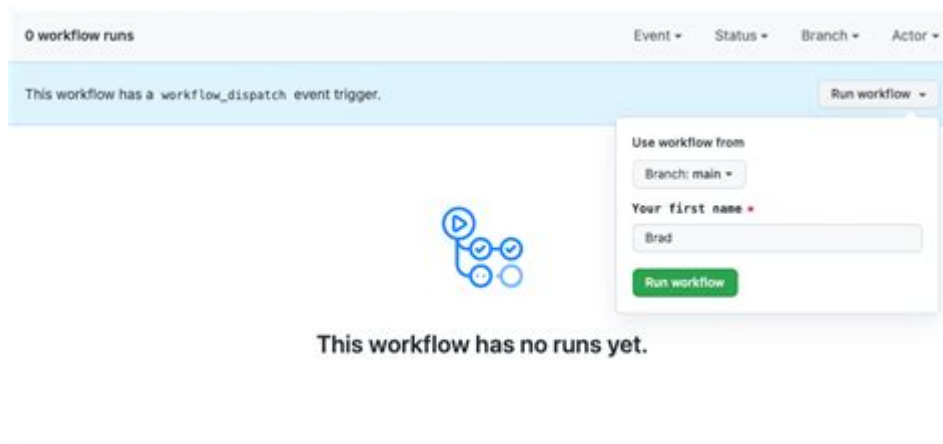 0 workflow runs
Event Status Branch Actor
This workflow has a workflow_dispatch event trigger.
Run workflow
Use workflow from
Branch: main
Your first name *
Brad
Run workflow
This workflow has no runs yet.